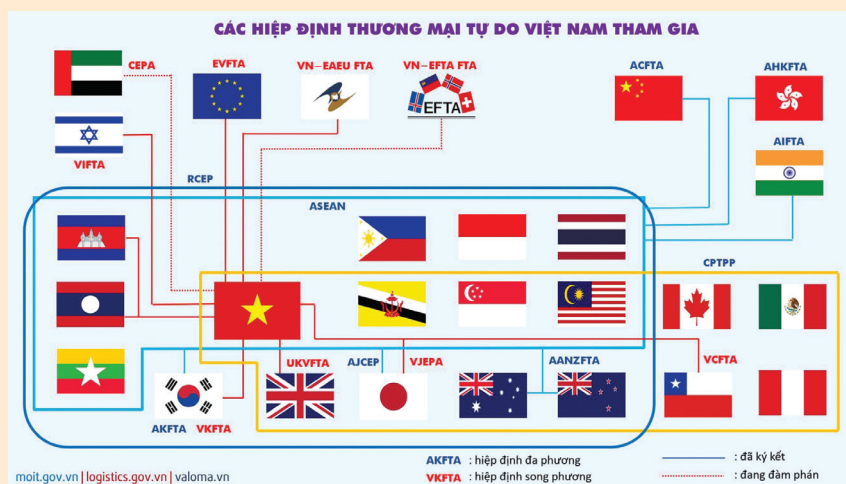 CÁC HIỆP ĐỊNH THƯƠNG MẠI TỰ DO VIỆT NAM THAM GIA
CEPA
EVFTA
VN-EAEU FTA
VN-EFTA FTA
ACFTA
AHKFTA
EFTA
VIFTA
AIFTA
RCEP
ASEAN
CPTPP
UKVFTA
AJCEP
VJEPA
AANZFTA
VCFTA
AKFTA VKFTA
AKFTA : hiệp định đa phương
: đã ký kết
VKFTA : hiệp định song phương
: đang đàm phán
moit.gov.vn | logistics.gov.vn | valoma.vn